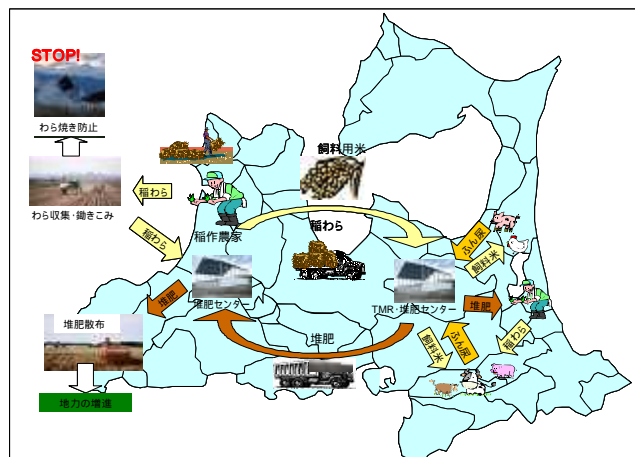 STOP!
わら焼き防止
わら収集・鋤きこみ
稲わら
稲わら
稲作農家
飼料用米
稲わら
堆肥センター
堆肥
堆肥散布
地力の増進
堆肥
TMR・堆肥センター
ふん尿
飼料米
堆肥
飼料米
ふん尿
稲わら